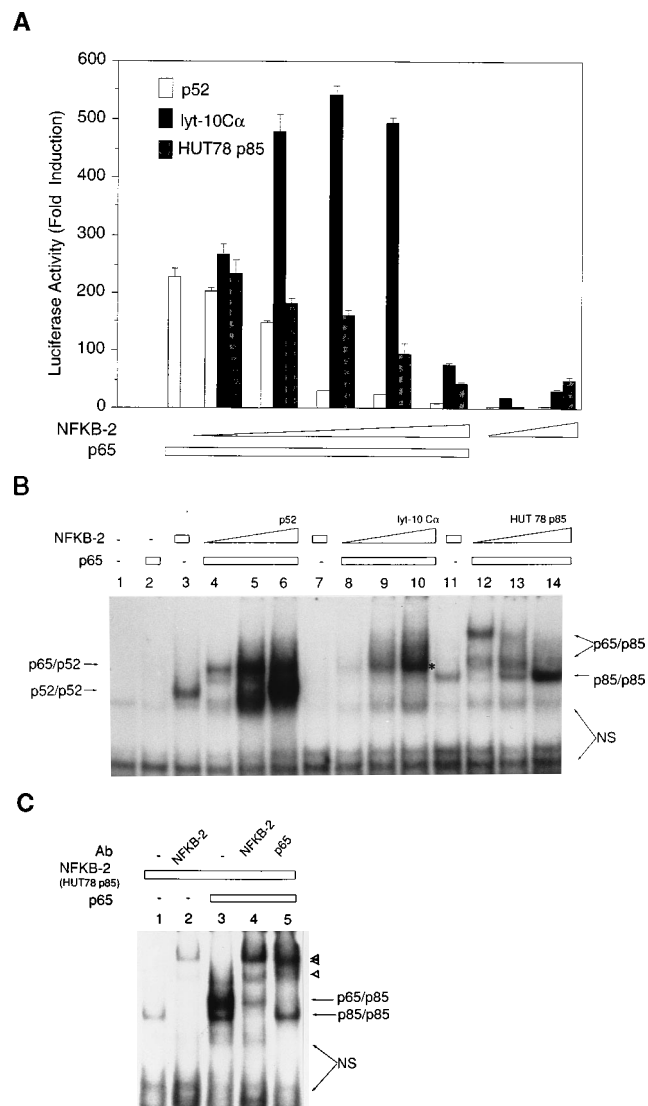 A
600
500
400
300
200
100
0
Luciferase Activity (Fold Induction)
p52
lyt-10Cα
HUT78 p85
NFKB-2
p65
B
p52 lyt-10 Cα HUT 78 p85
NFKB-2 - -
p65 - - - -
1 2 3 4 5 6 7 8 9 10 11 12 13 14
p65/p52
p52/p52
*
p65/p85
p85/p85
NS
C
Ab - NFKB-2 - NFKB-2 p65
NFKB-2
(HUT78 p85)
p65 - -
1 2 3 4 5
p65/p85
p85/p85
NS